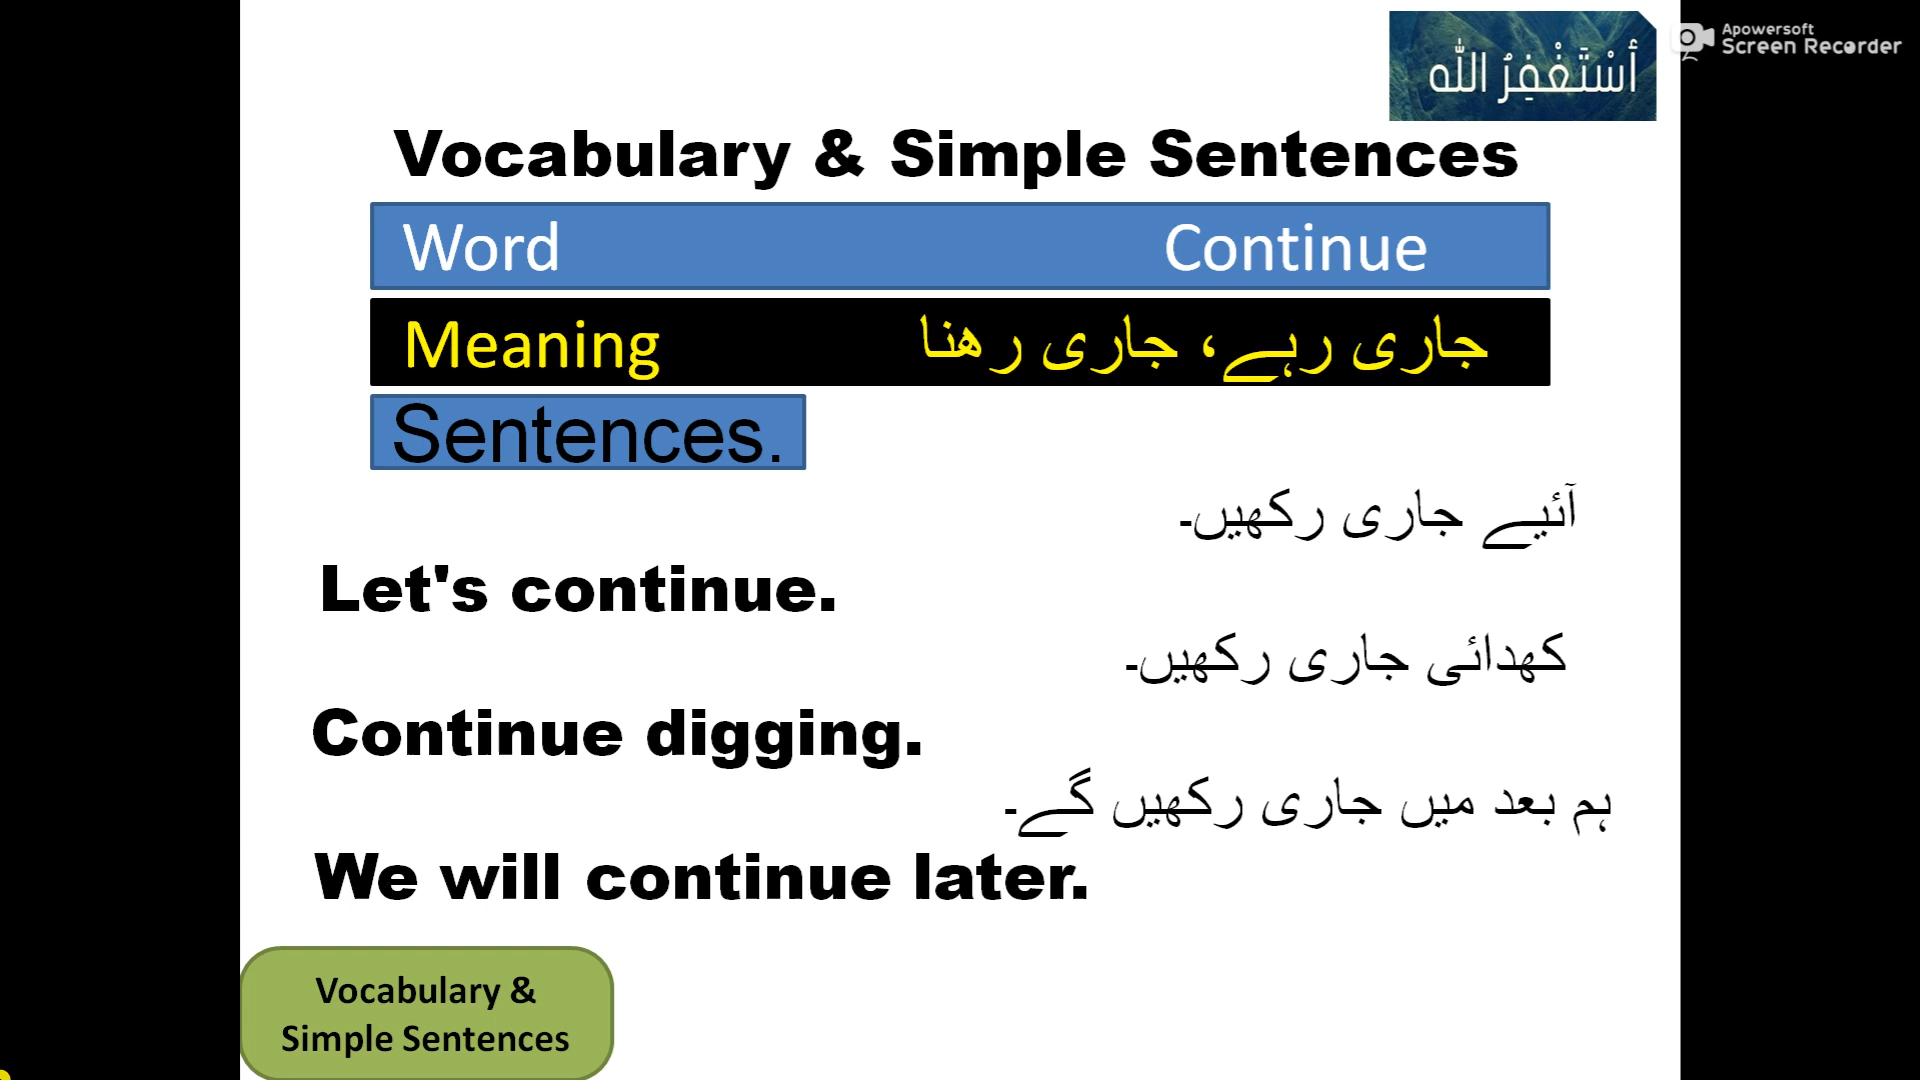 أَسْتَغْفِرُ الله
Apowersoft
Screen Recorder
Vocabulary & Simple Sentences
Word Continue
Meaning جاری رہے، جاری رھنا
Sentences.
آئیے جاری رکھیں۔
Let's continue.
کھدائی جاری رکھیں۔
Continue digging.
ہم بعد میں جاری رکھیں گے۔
We will continue later.
Vocabulary &
Simple Sentences